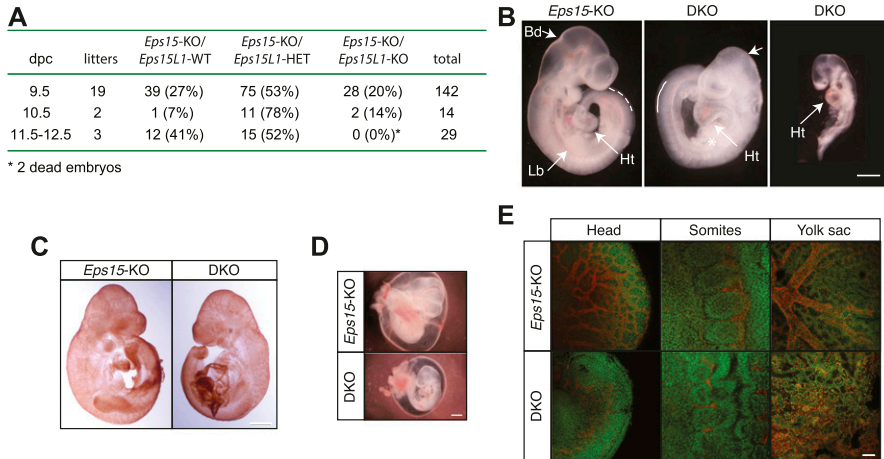 A
dpc litters Eps15-KO/ Eps15L1-WT Eps15-KO/ Eps15L1-HET Eps15-KO/ Eps15L1-KO total
9.5 19 39 (27%) 75 (53%) 28 (20%) 142
10.5 2 1 (7%) 11 (78%) 2 (14%) 14
11.5-12.5 3 12 (41%) 15 (52%) 0 (0%)* 29
* 2 dead embryos
B
Eps15-KO DKO DKO
Bd
Ht
Lb
*
Ht
Ht
C
Eps15-KO DKO
D
Eps15-KO
DKO
E
Head Somites Yolk sac
Eps15-KO
DKO